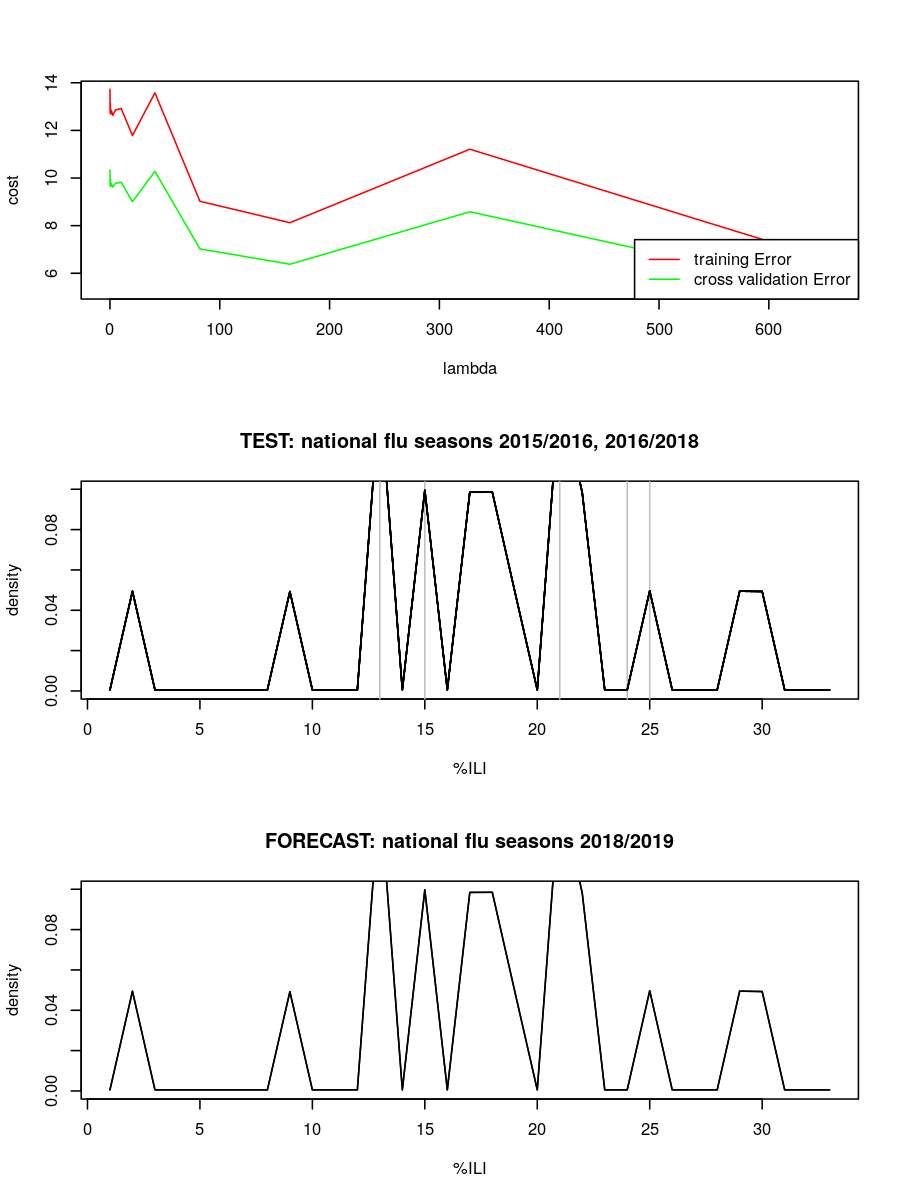 14
12
10
8
6
cost
training Error
cross validation Error
0 100 200 300 400 500 600
lambda
TEST: national flu seasons 2015/2016, 2016/2018
0.08
0.04
0.00
density
0 5 10 15 20 25 30
%ILI
FORECAST: national flu seasons 2018/2019
0.08
0.04
0.00
density
0 5 10 15 20 25 30
%ILI